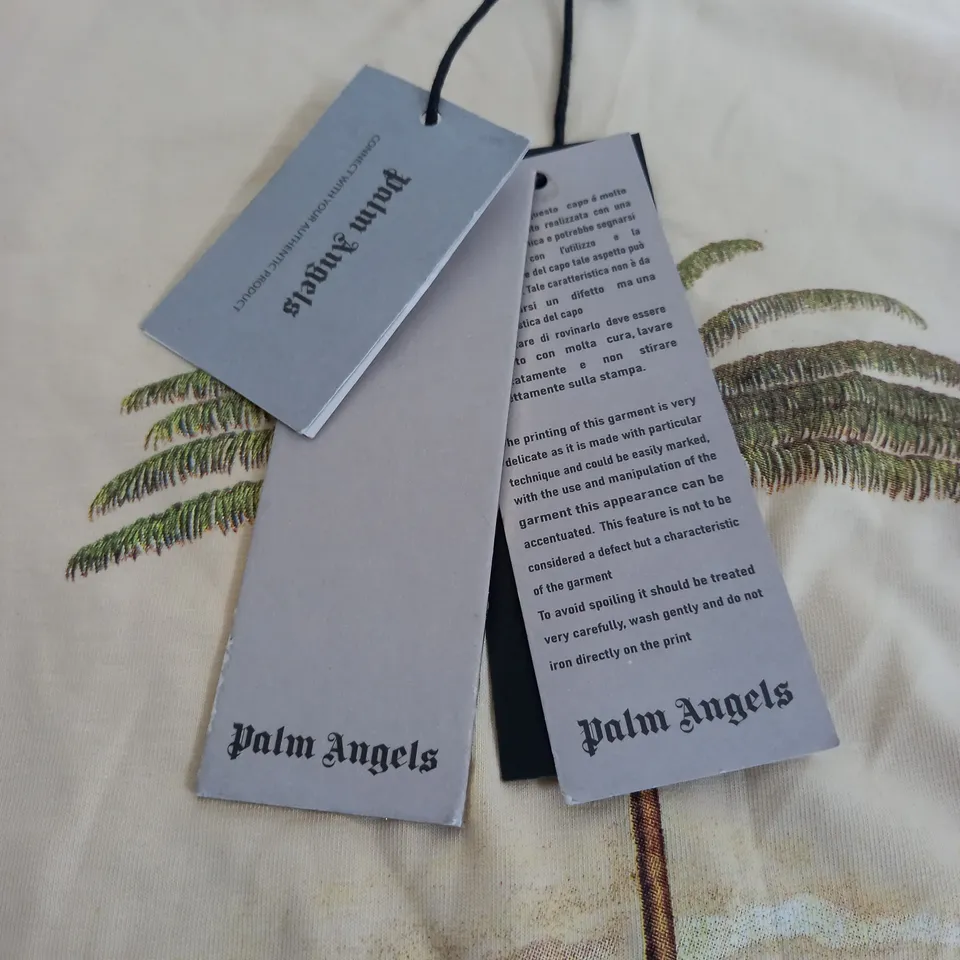 Palm Angels
CONNECT WITH YOUR AUTHENTIC PRODUCT
Palm Angels
questo capo é molto
realizzata con una
e potrebbe segnarsi
con l'utilizzo e la
del capo tale aspetto può
Tale caratteristica non è da
un difetto ma una
del capo
di rovinarlo deve essere
con molta cura, lavare
e non stirare
sulla stampa.
printing of this garment is very
delicate as it is made with particular
technique and could be easily marked,
with the use and manipulation of the
garment this appearance can be
accentuated. This feature is not to be
considered a defect but a characteristic
of the garment
To avoid spoiling it should be treated
very carefully, wash gently and do not
iron directly on the print
Palm Angels